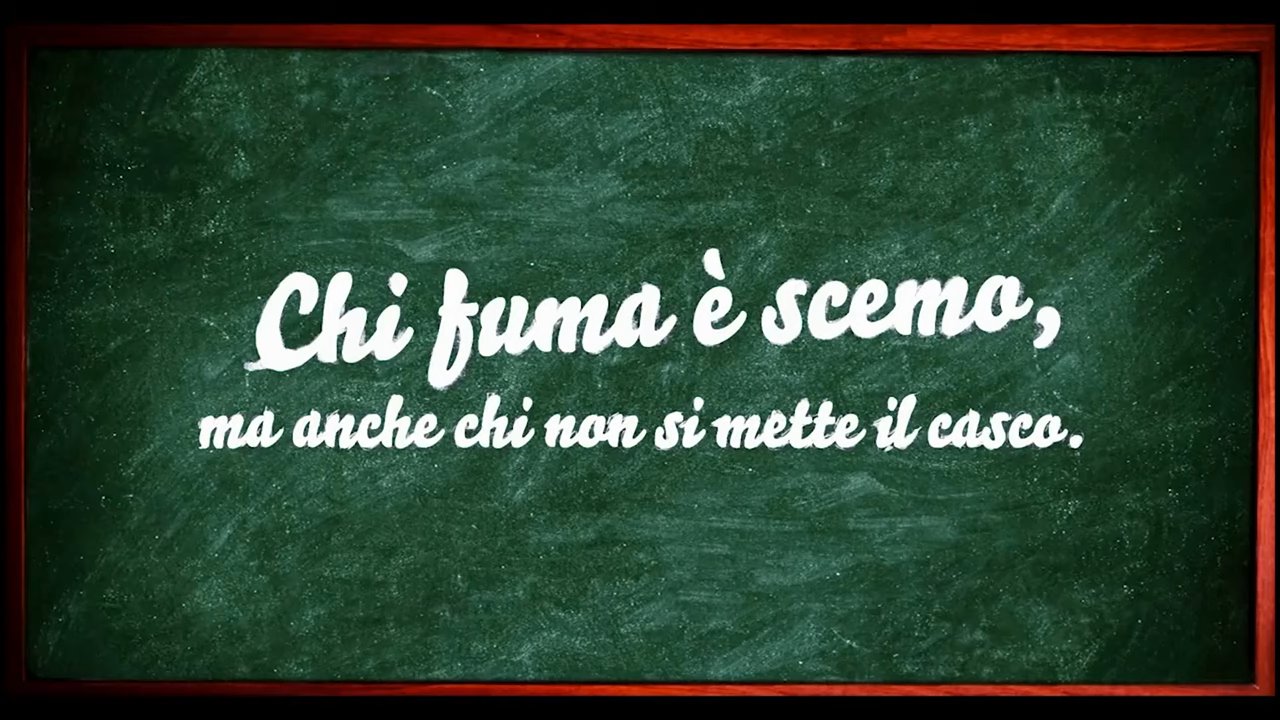 Chi fuma è scemo,
ma anche chi non si mette il casco.